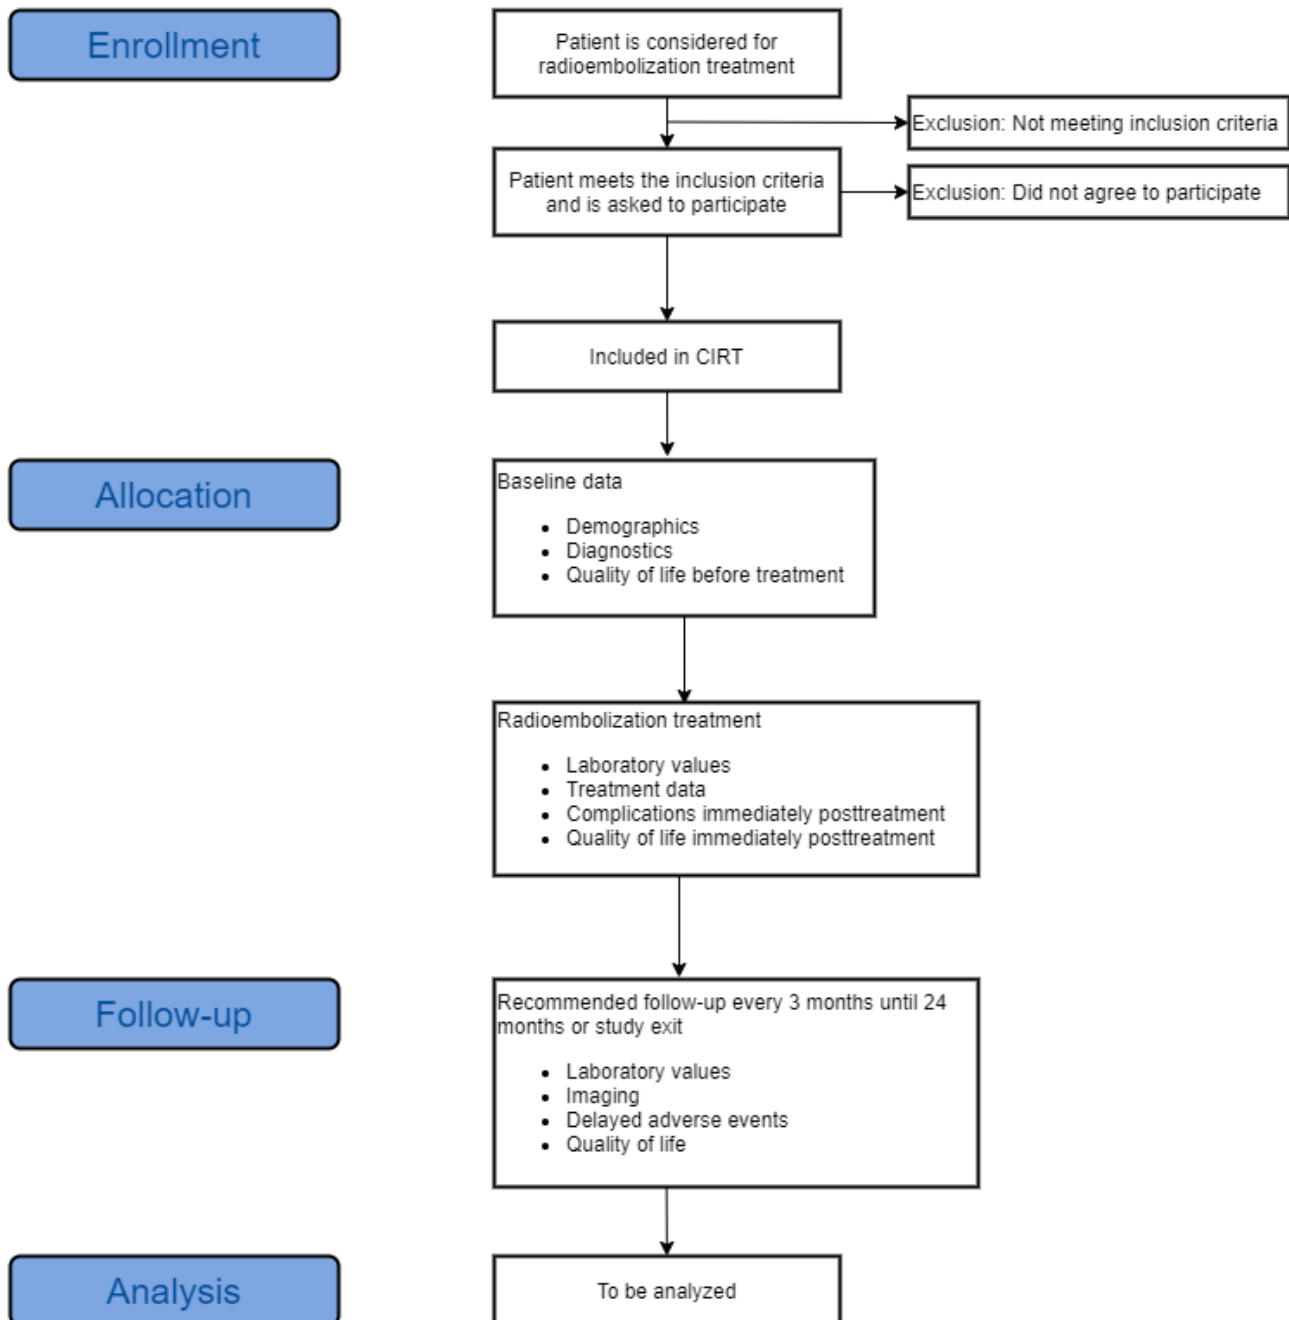 Enrollment
Patient is considered for
radioembolization treatment
Exclusion: Not meeting inclusion criteria
Patient meets the inclusion criteria
and is asked to participate
Exclusion: Did not agree to participate
Included in CIRT
Allocation
Baseline data
• Demographics
• Diagnostics
• Quality of life before treatment
Radioembolization treatment
• Laboratory values
• Treatment data
• Complications immediately posttreatment
• Quality of life immediately posttreatment
Follow-up
Recommended follow-up every 3 months until 24
months or study exit
• Laboratory values
• Imaging
• Delayed adverse events
• Quality of life
Analysis
To be analyzed